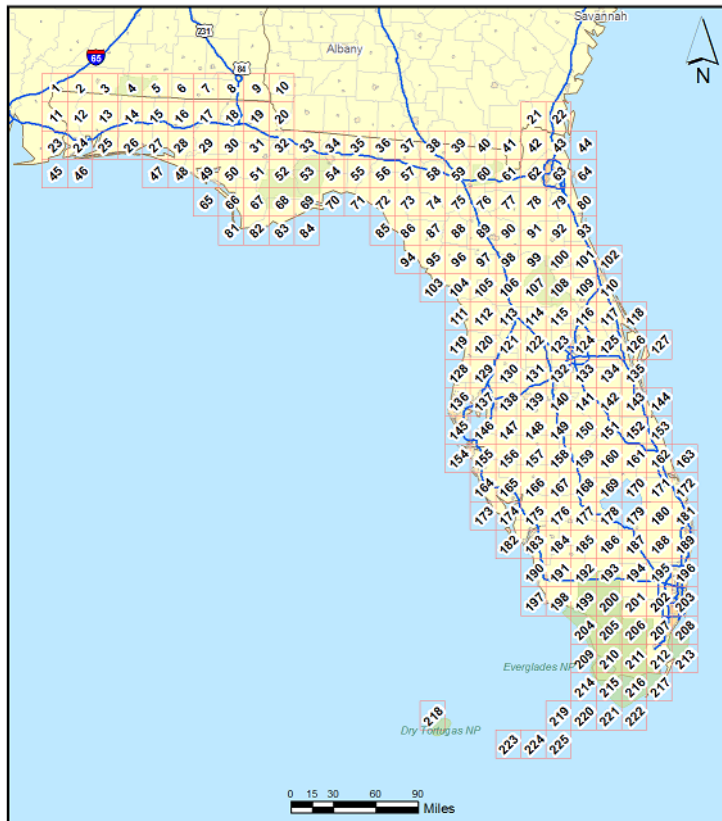 Savannah
231
Albany
65
84
N
1 2 3 4 5 6 7 8 9 10
11 12 13 14 15 16 17 18 19 20 21 22
23 24 25 26 27 28 29 30 31 32 33 34 35 36 37 38 39 40 41 42 43 44
45 46 47 48 49 50 51 52 53 54 55 56 57 58 59 60 61 62 63 64
65 66 67 68 69 70 71 72 73 74 75 76 77 78 79 80
81 82 83 84 85 86 87 88 89 90 91 92 93
94 95 96 97 98 99 100 101 102
103 104 105 106 107 108 109 110
111 112 113 114 115 116 117 118
119 120 121 122 123 124 125 126 127
128 129 130 131 132 133 134 135
136 137 138 139 140 141 142 143 144
145 146 147 148 149 150 151 152 153
154 155 156 157 158 159 160 161 162 163
164 165 166 167 168 169 170 171 172
173 174 175 176 177 178 179 180 181
182 183 184 185 186 187 188 189
190 191 192 193 194 195 196
197 198 199 200 201 202 203
204 205 206 207 208
209 210 211 212 213
Everglades NP
214 215 216 217
218 219 220 221 222
Dry Tortugas NP
223 224 225
0 15 30 60 90
Miles